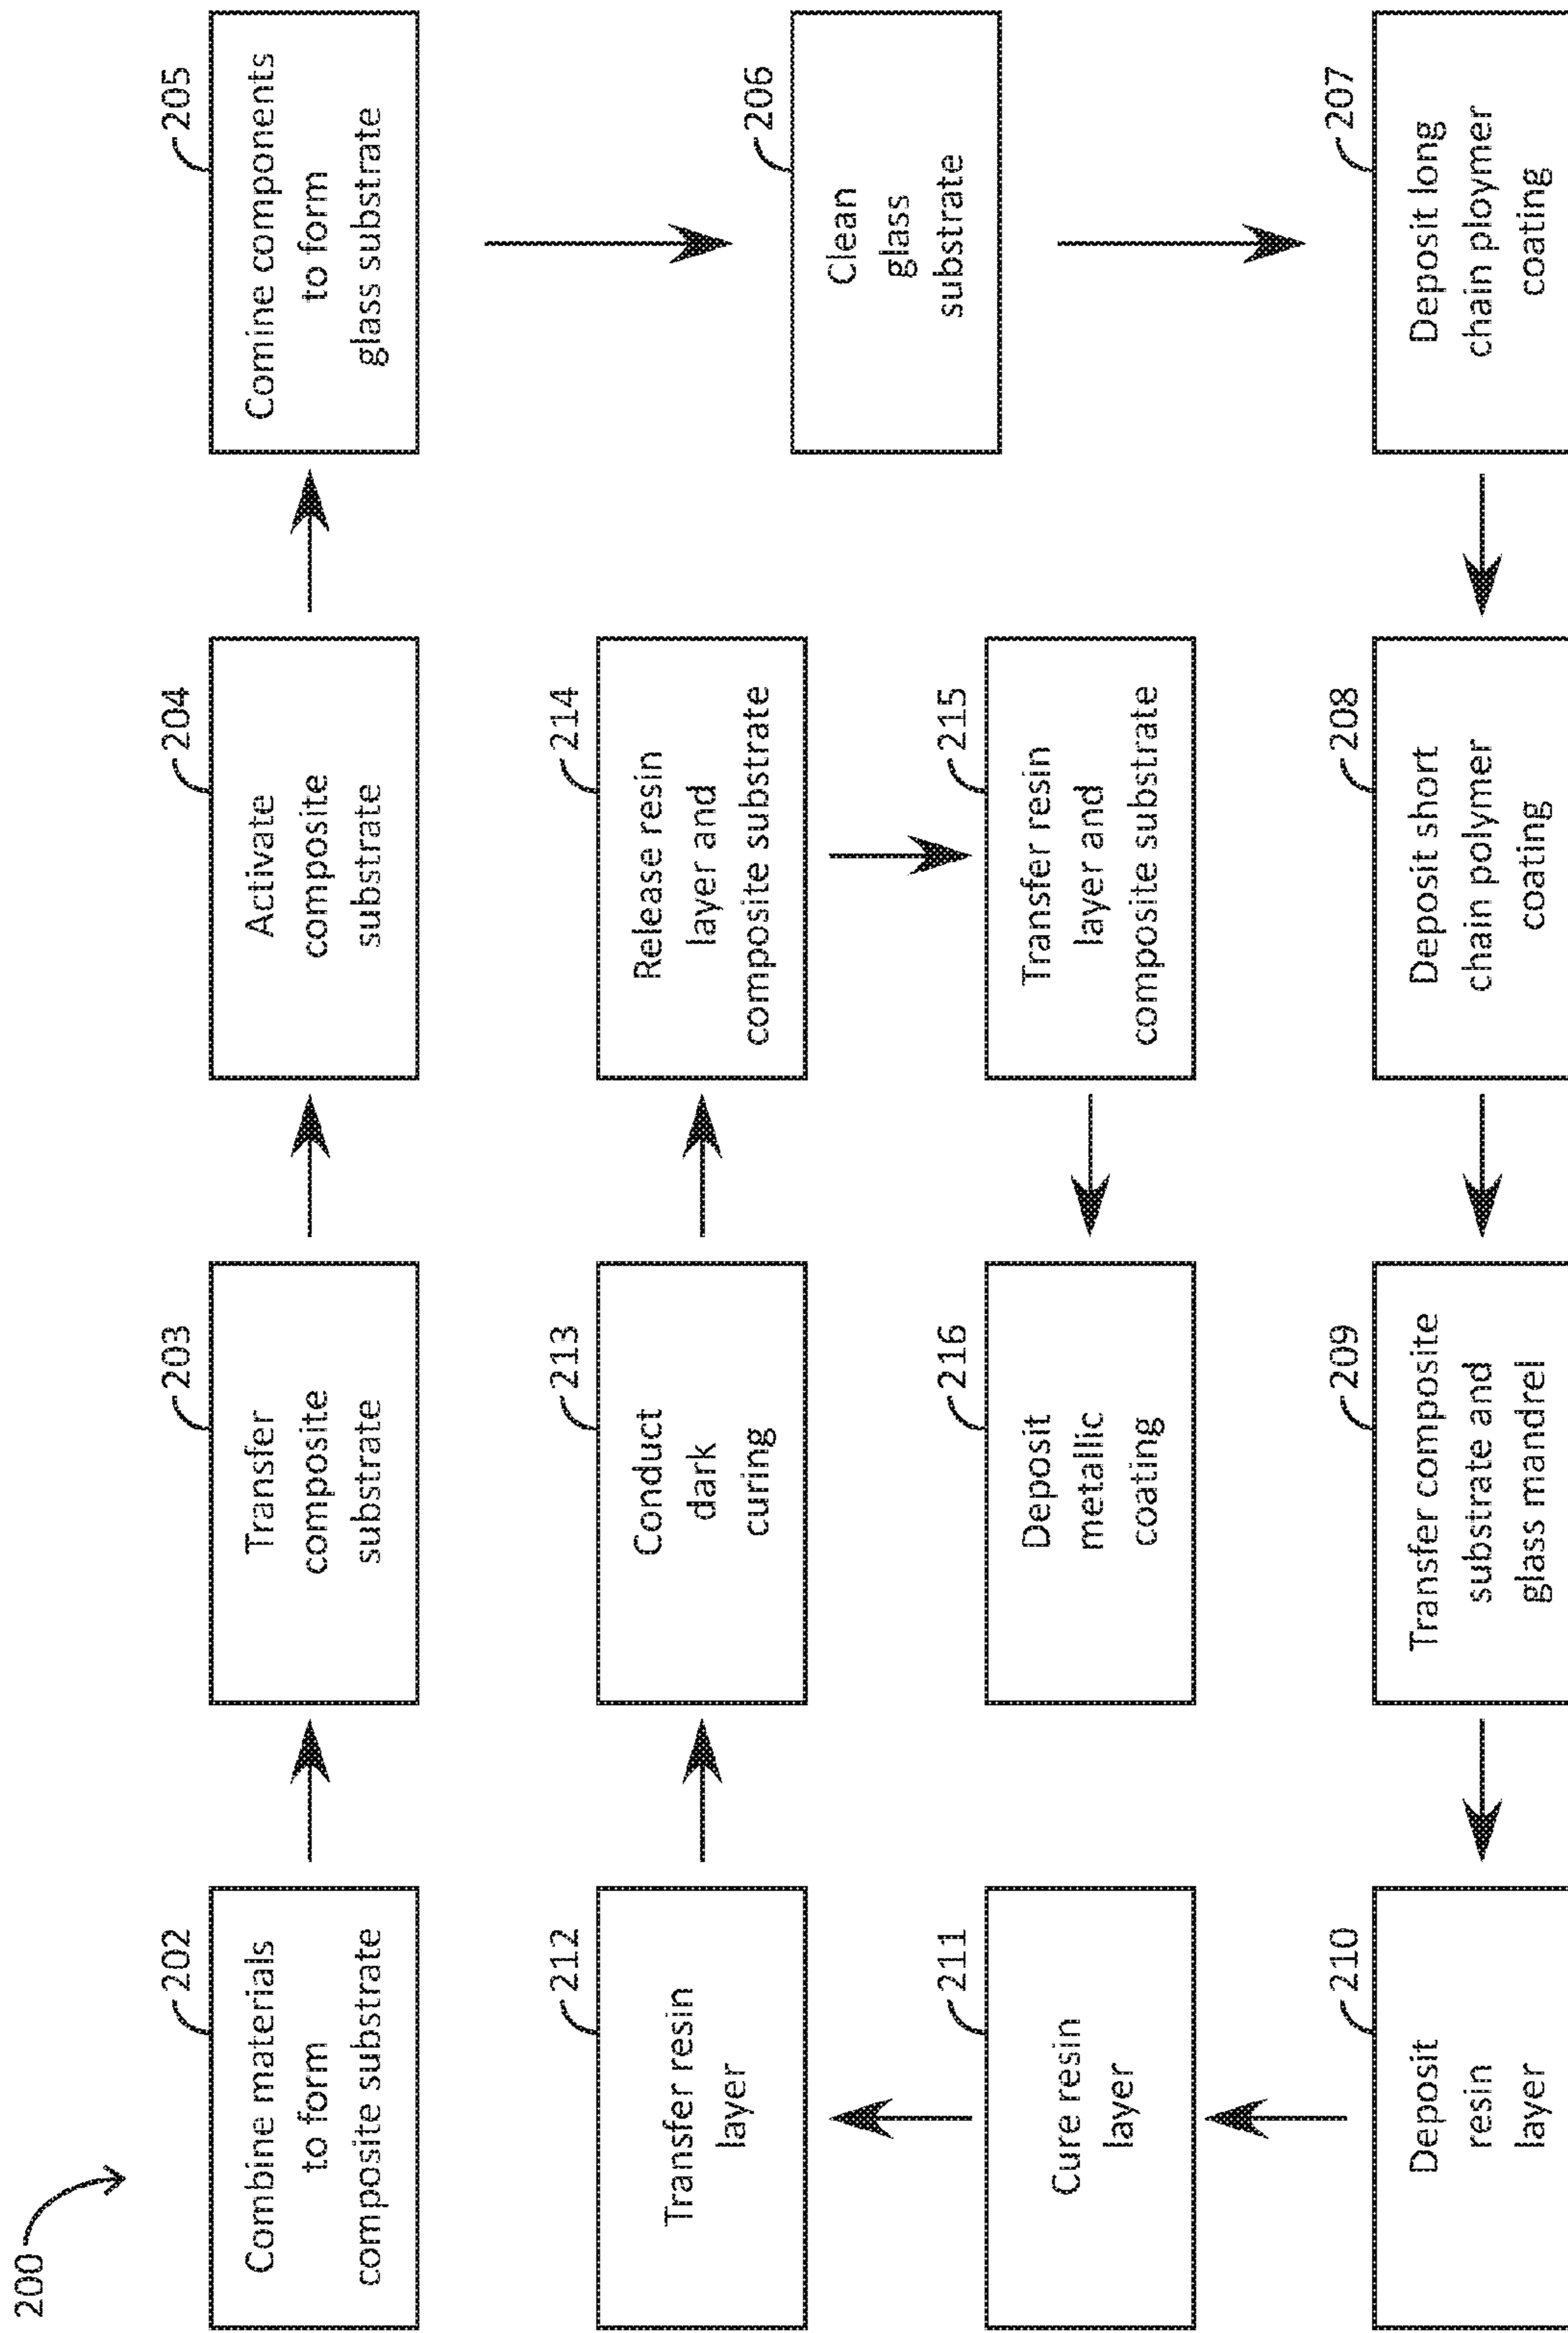 200
202
Combine materials
to form
composite substrate
203
Transfer
composite
substrate
204
Activate
composite
substrate
205
Comine components
to form
glass substrate
206
Clean
glass
substrate
207
Deposit long
chain ploymer
coating
208
Deposit short
chain polymer
coating
209
Transfer composite
substrate and
glass mandrel
210
Deposit
resin
layer
211
Cure resin
layer
212
Transfer resin
layer
213
Conduct
dark
curing
214
Release resin
layer and
composite substrate
215
Transfer resin
layer and
composite substrate
216
Deposit
metallic
coating